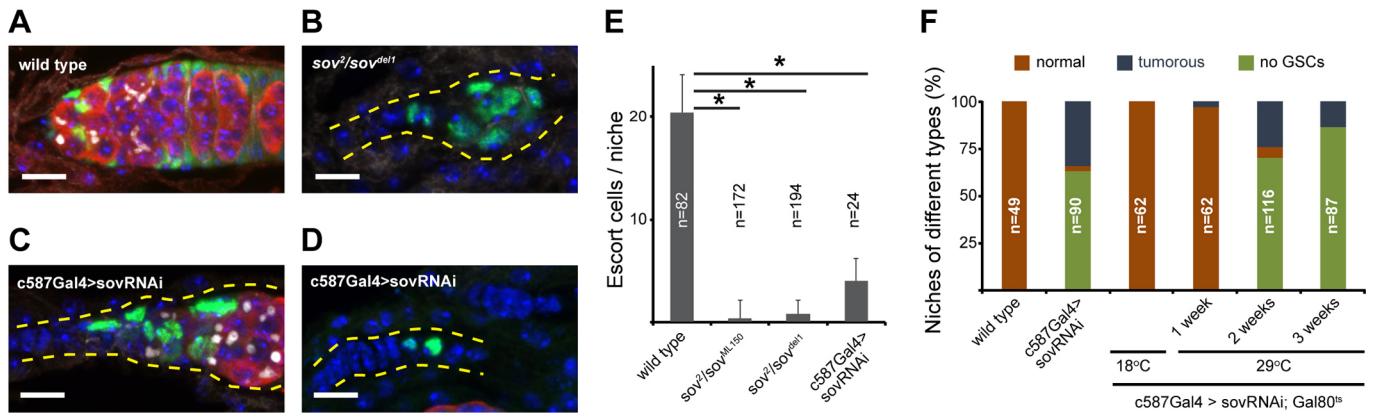 A
wild type
B
sov²/sovᵈᵉˡ¹
C
c587Gal4>sovRNAi
D
c587Gal4>sovRNAi
E
Escort cells / niche
20
10
*
*
*
n=82
n=172
n=194
n=24
wild type
sov²/sovᴹᴸ¹⁵⁰
sov²/sovᵈᵉˡ¹
c587Gal4>
sovRNAi
F
normal
tumorous
no GSCs
Niches of different types (%)
100
75
50
25
n=49
n=90
n=62
n=62
n=116
n=87
wild type
c587Gal4>
sovRNAi
1 week
2 weeks
3 weeks
18ºC
29ºC
c587Gal4 > sovRNAi; Gal80ᵗˢ